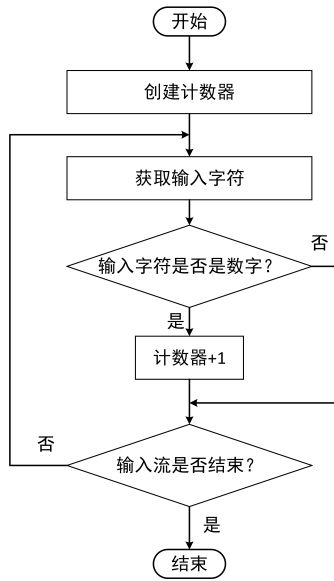 开始
创建计数器
获取输入字符
输入字符是否是数字？
否
是
计数器+1
否
输入流是否结束？
是
结束